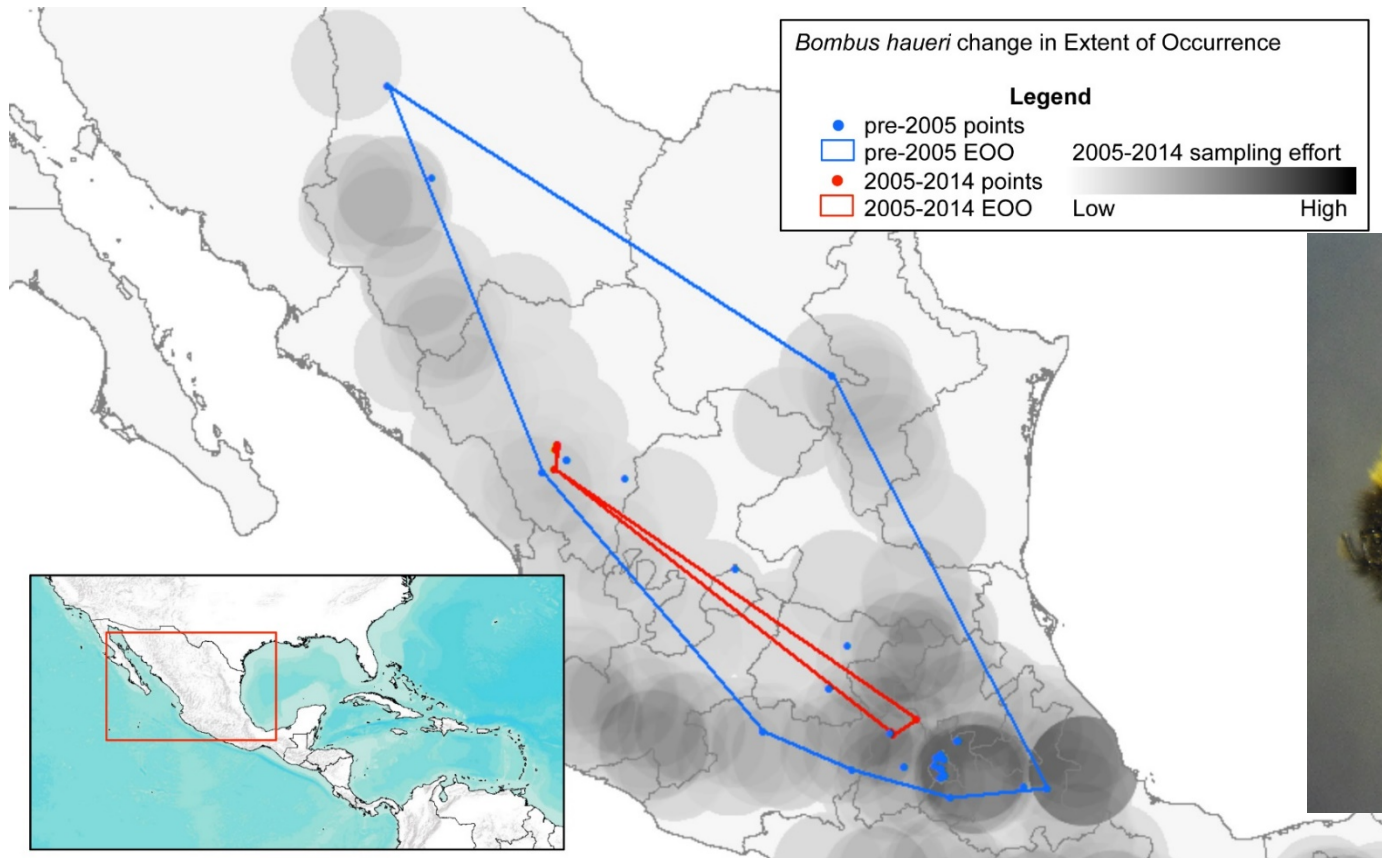 Bombus haueri change in Extent of Occurrence
Legend
pre-2005 points
pre-2005 EOO
2005-2014 points
2005-2014 EOO
2005-2014 sampling effort
Low High